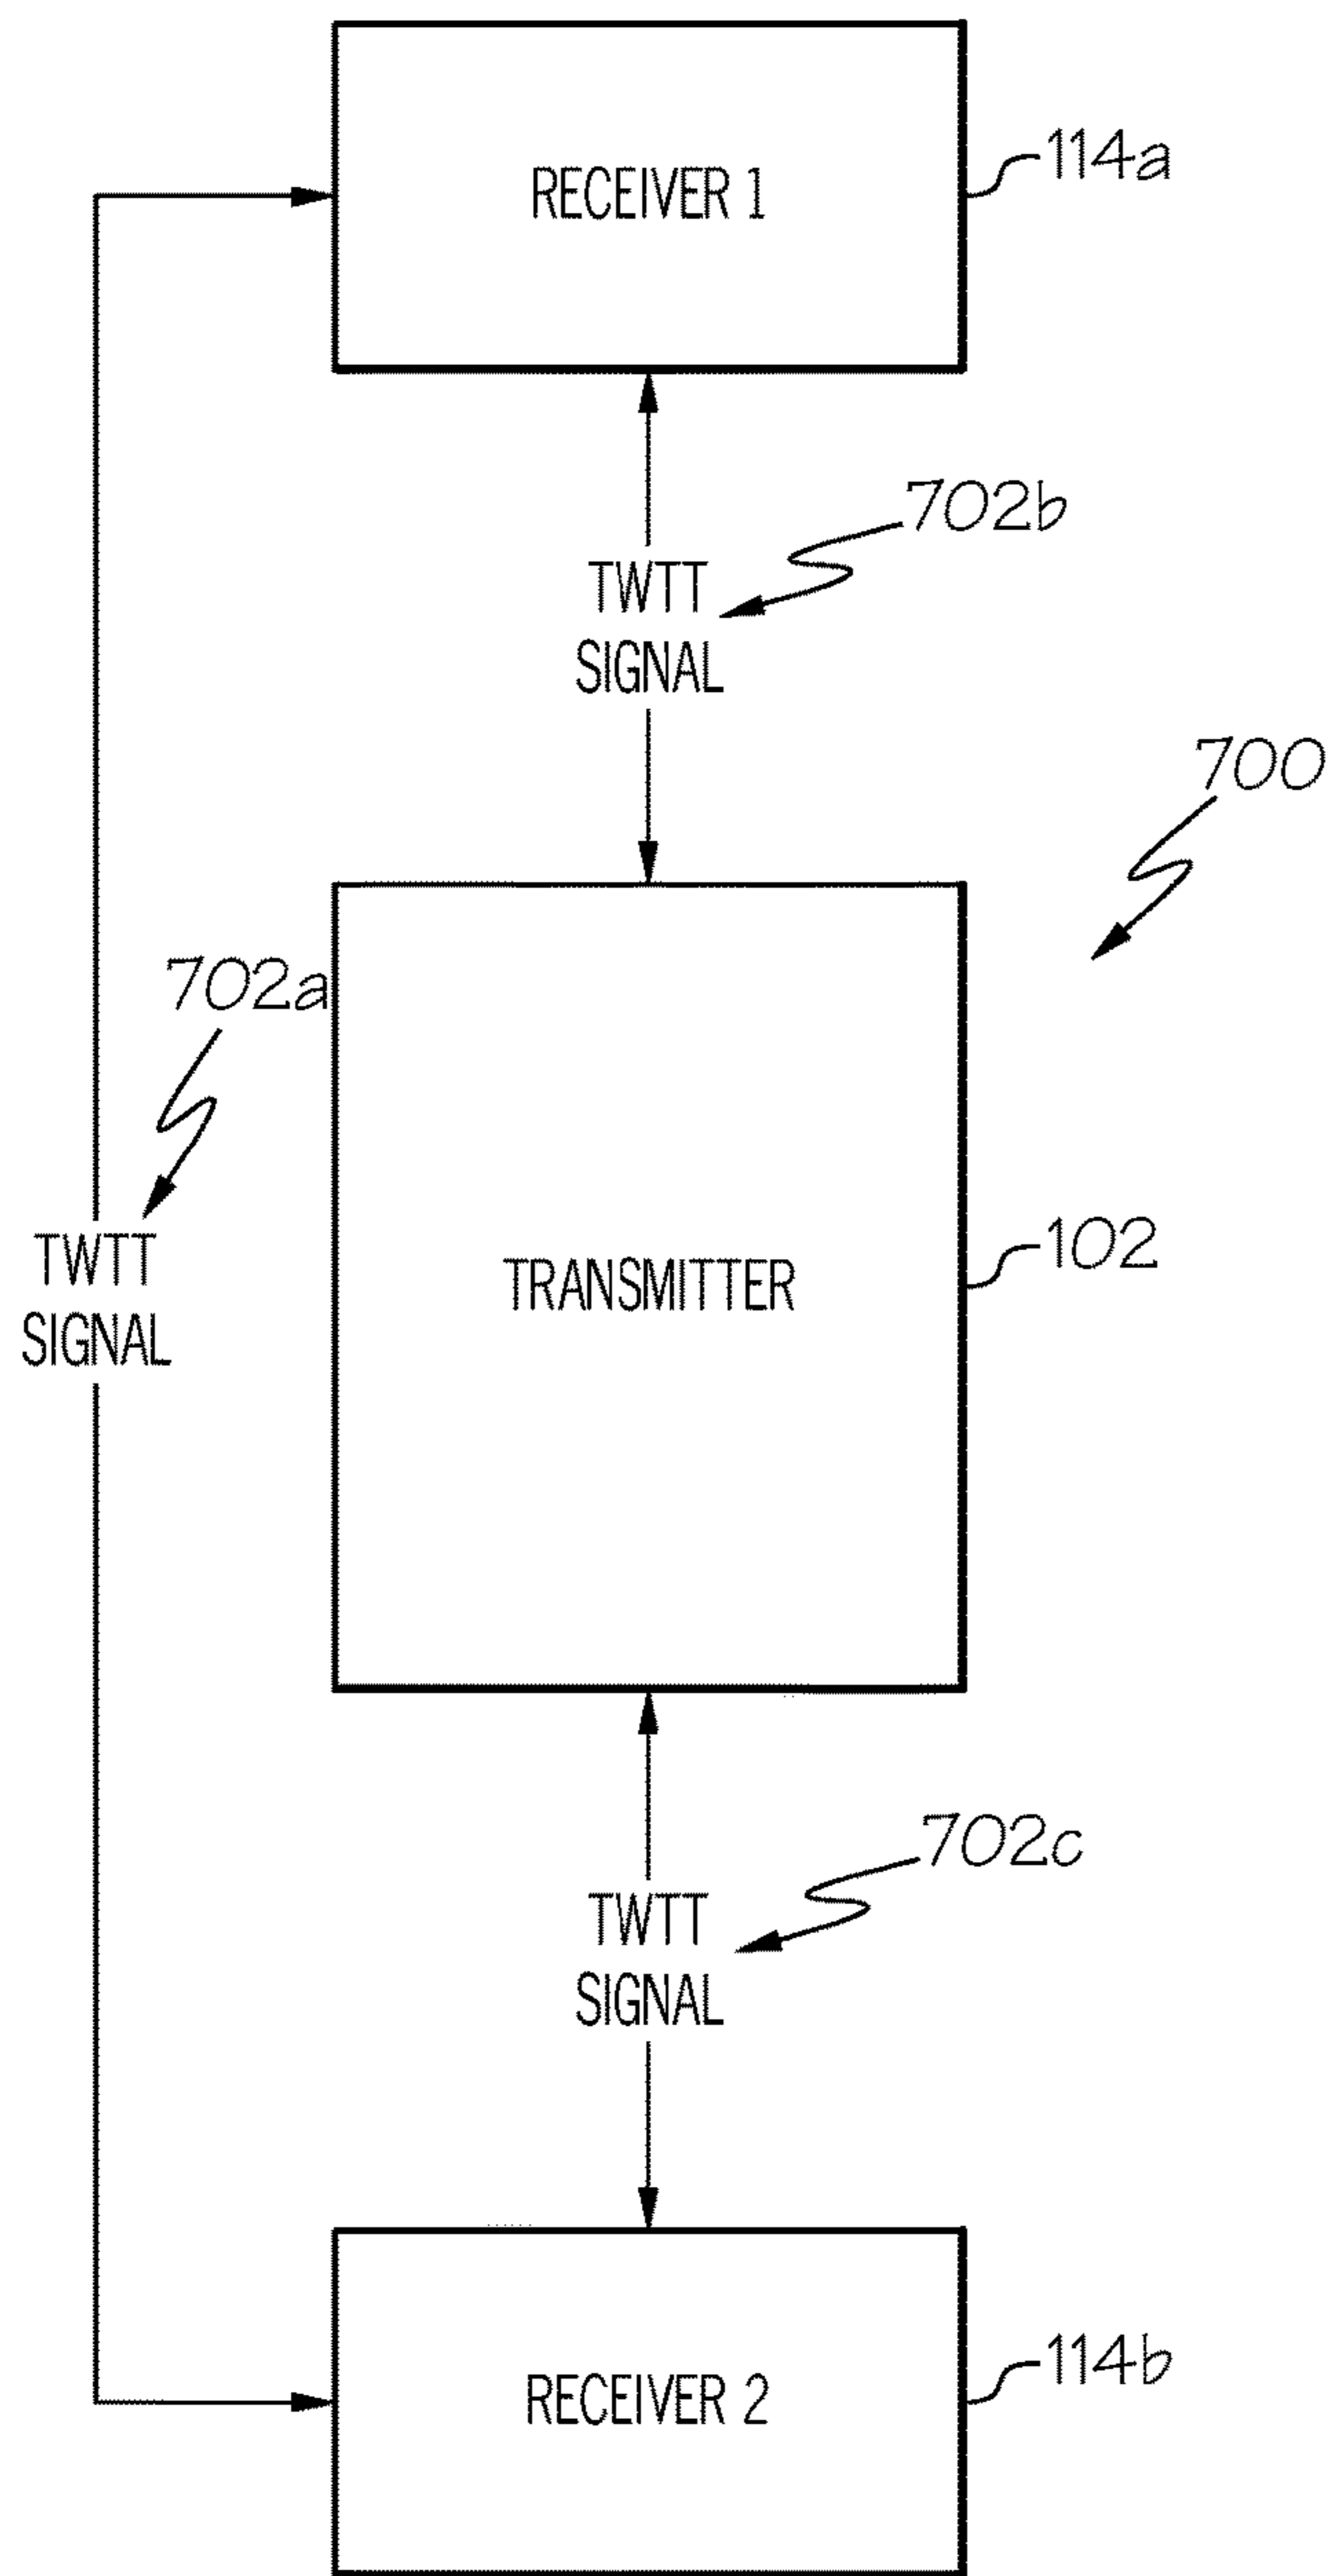 RECEIVER 1
114a
TWTT
SIGNAL
702b
700
702a
TWTT
SIGNAL
TRANSMITTER
102
TWTT
SIGNAL
702c
RECEIVER 2
114b